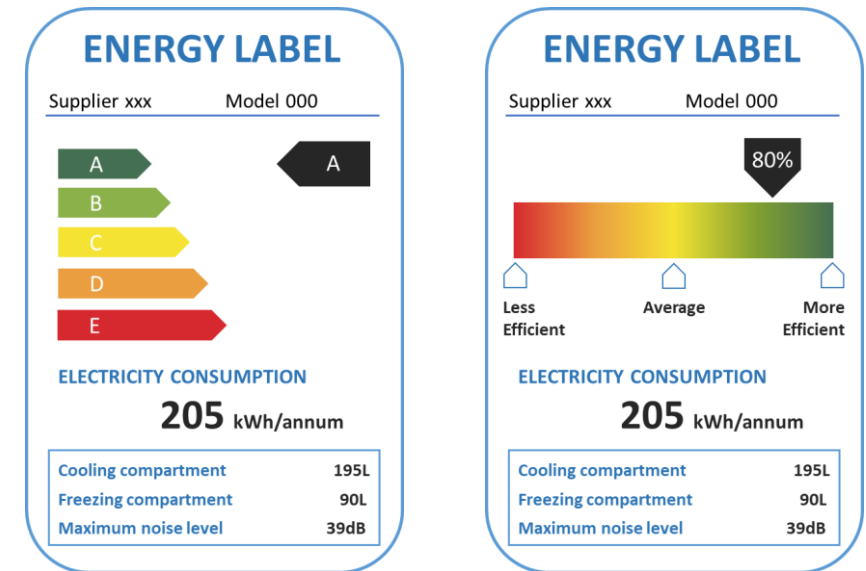 ENERGY LABEL
Supplier xxx Model 000
A A
B
C
D
E
ELECTRICITY CONSUMPTION
205 kWh/annum
Cooling compartment 195L
Freezing compartment 90L
Maximum noise level 39dB
ENERGY LABEL
Supplier xxx Model 000
80%
Less Average More
Efficient Efficient
ELECTRICITY CONSUMPTION
205 kWh/annum
Cooling compartment 195L
Freezing compartment 90L
Maximum noise level 39dB